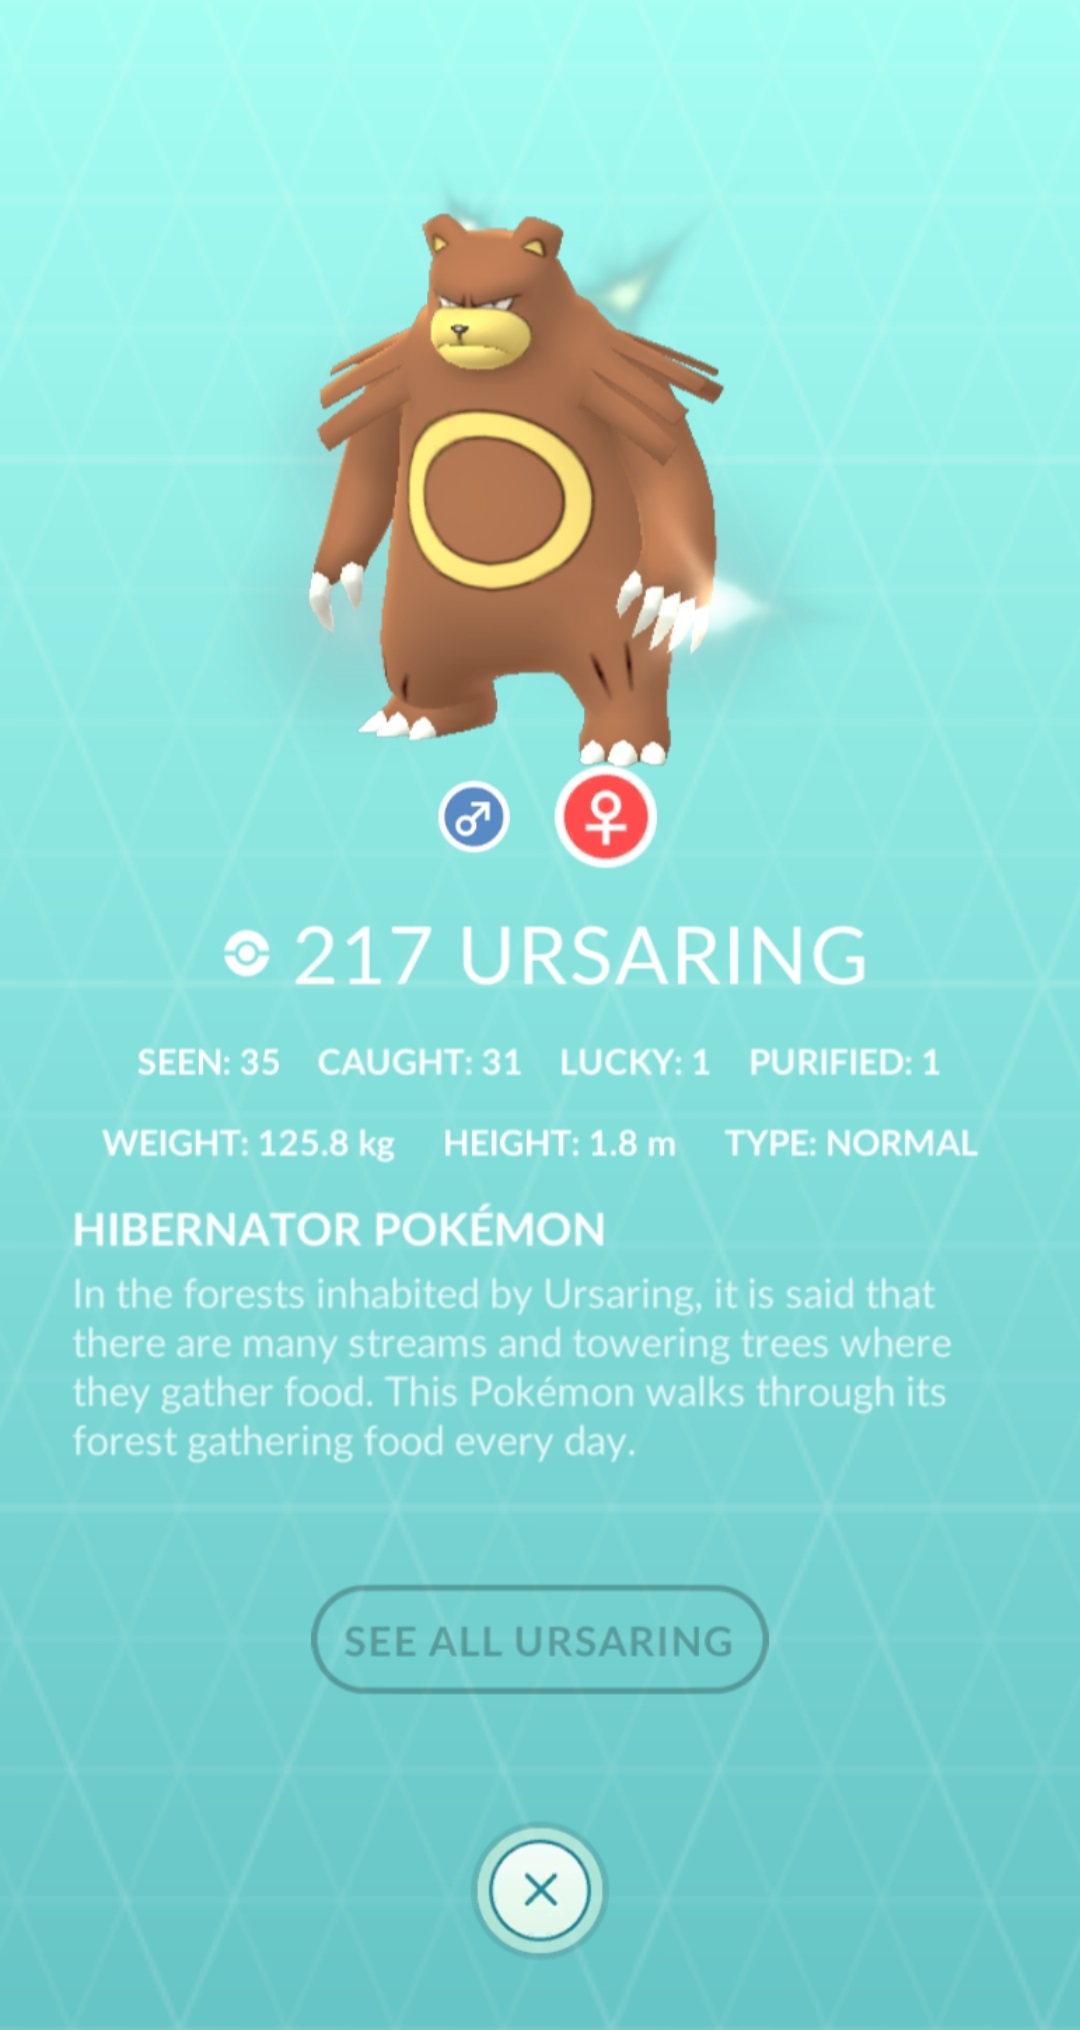 217 URSARING
SEEN: 35 CAUGHT: 31 LUCKY: 1 PURIFIED: 1
WEIGHT: 125.8 kg HEIGHT: 1.8 m TYPE: NORMAL
HIBERNATOR POKÉMON
In the forests inhabited by Ursaring, it is said that
there are many streams and towering trees where
they gather food. This Pokémon walks through its
forest gathering food every day.
SEE ALL URSARING